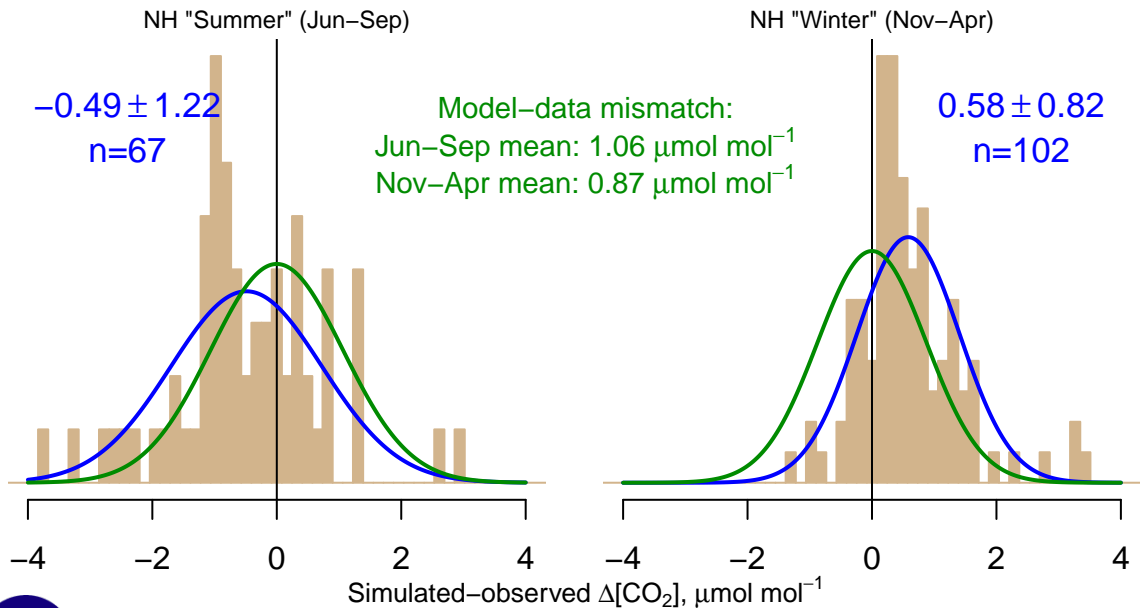 NH "Summer" (Jun−Sep)
−0.49 ± 1.22
n=67
Model−data mismatch:
Jun−Sep mean: 1.06 μmol mol⁻¹
Nov−Apr mean: 0.87 μmol mol⁻¹
NH "Winter" (Nov−Apr)
0.58 ± 0.82
n=102
−4 −2 0 2 4
−4 −2 0 2 4
Simulated−observed Δ[CO₂], μmol mol⁻¹